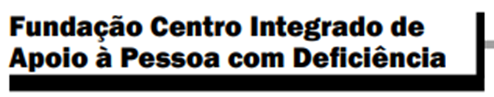 Fundação Centro Integrado de
Apoio à Pessoa com Deficiência